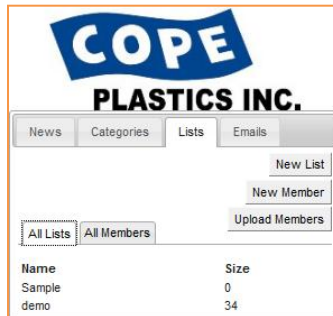 COPE
PLASTICS INC.
News Categories Lists Emails
New List
New Member
Upload Members
All Lists All Members
Name Size
Sample 0
demo 34